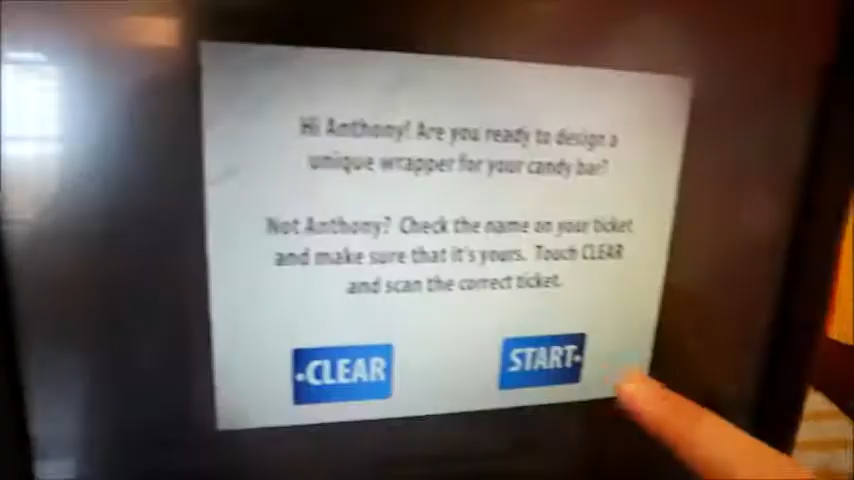 Hi Anthony! Are you ready to design a
unique wrapper for your candy bar?
Not Anthony? Check the name on your ticket
and make sure that it's yours. Touch CLEAR
and scan the correct ticket.
•CLEAR
START•